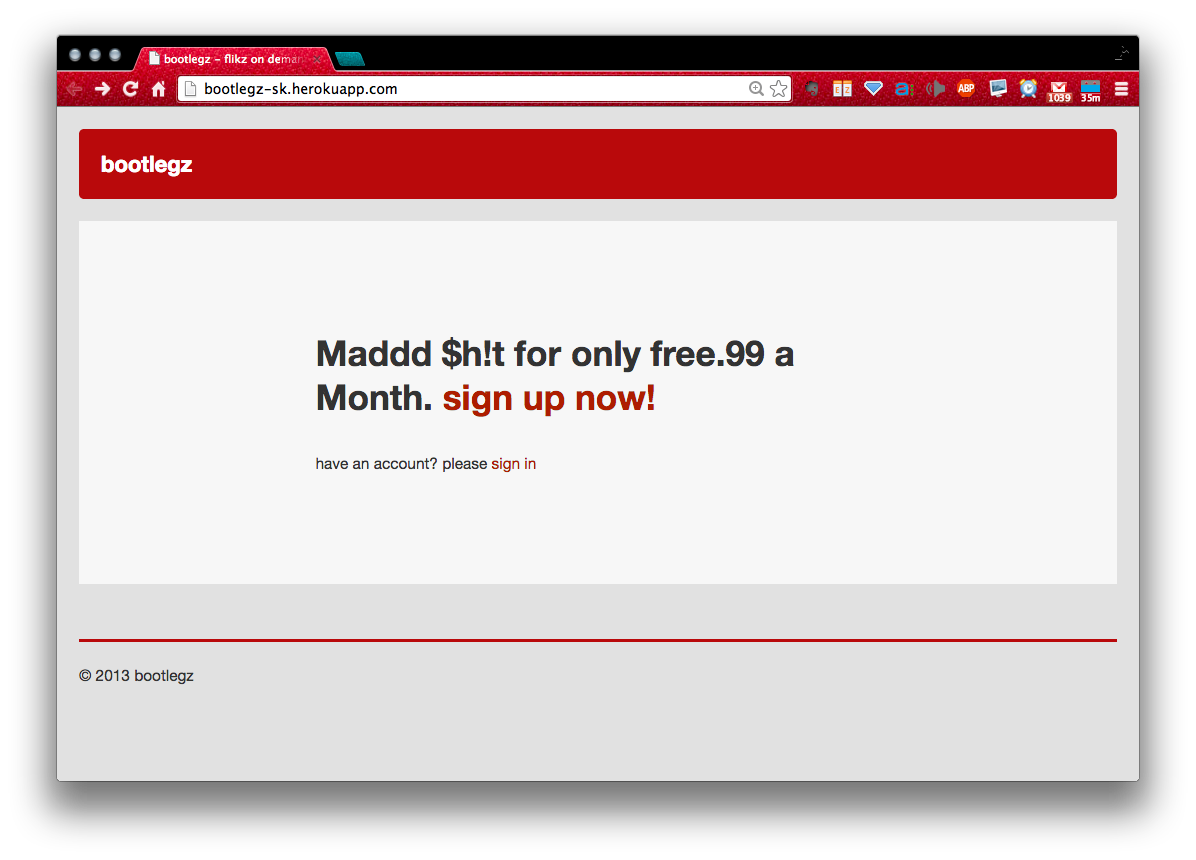 bootlegz – flikz on deman
bootlegz-sk.herokuapp.com
E Z
a
ABP
1039
35m
bootlegz
Maddd $h!t for only free.99 a
Month. sign up now!
have an account? please sign in
© 2013 bootlegz